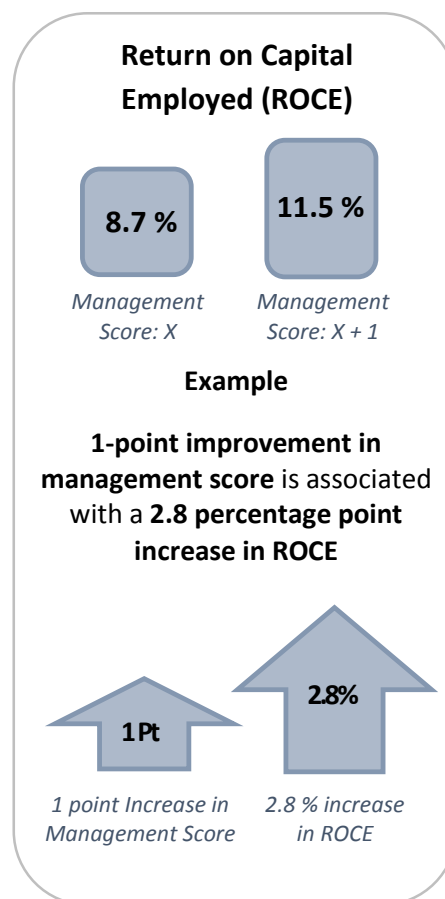 Return on Capital
Employed (ROCE)
8.7 %
11.5 %
Management
Score: X
Management
Score: X + 1
Example
1-point improvement in
management score is associated
with a 2.8 percentage point
increase in ROCE
1 Pt
2.8%
1 point Increase in
Management Score
2.8 % increase
in ROCE